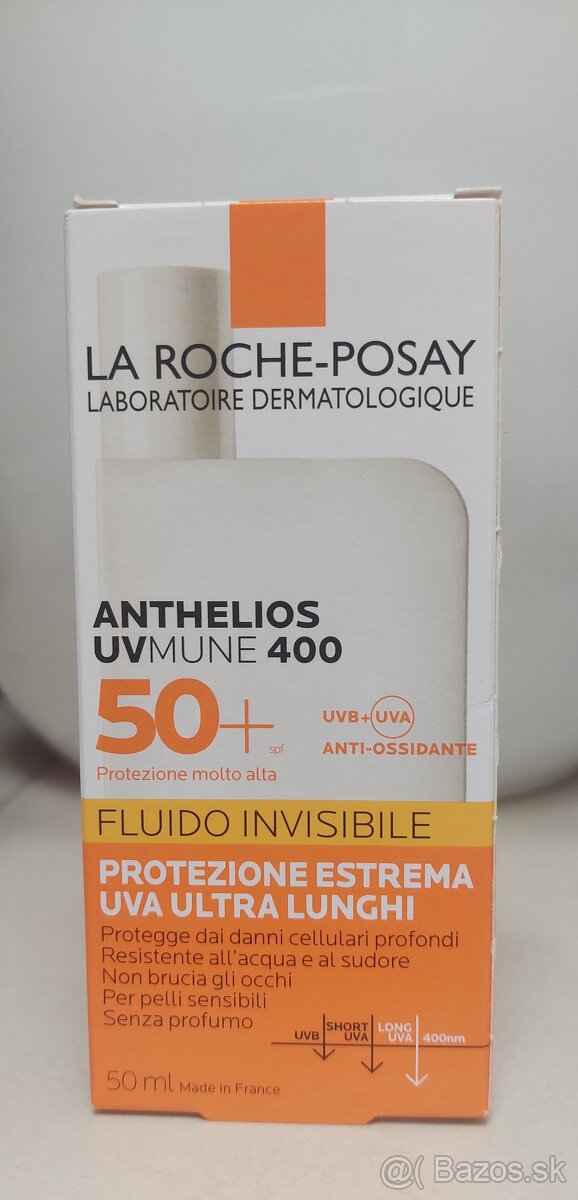 LA ROCHE-POSAY
LABORATOIRE DERMATOLOGIQUE
ANTHELIOS
UVMUNE 400
50+ spf
Protezione molto alta
UVB+UVA
ANTI-OSSIDANTE
FLUIDO INVISIBILE
PROTEZIONE ESTREMA
UVA ULTRA LUNGHI
Protegge dai danni cellulari profondi
Resistente all'acqua e al sudore
Non brucia gli occhi
Per pelli sensibili
Senza profumo
UVB
SHORT
UVA
LONG
UVA
400nm
50 ml Made in France
@( Bazos.sk